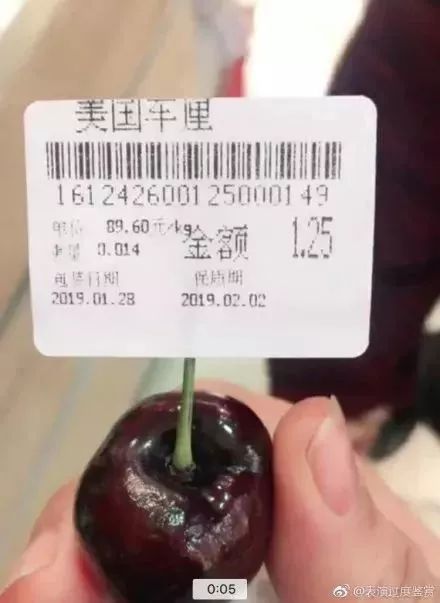 美国车厘
161242600125000149
单价 89.60元/kg
重量 0.014
金额 1.25
包装日期 保质期
2019.01.28 2019.02.02
0:05
@表演过度鉴赏